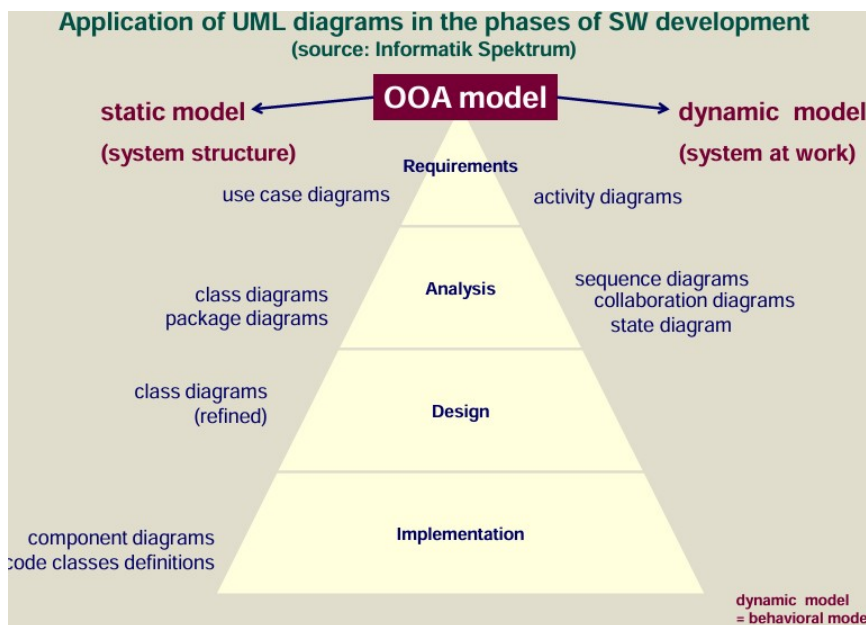 Application of UML diagrams in the phases of SW development
(source: Informatik Spektrum)
OOA model
static model
(system structure)
dynamic model
(system at work)
Requirements
use case diagrams
activity diagrams
Analysis
class diagrams
package diagrams
sequence diagrams
collaboration diagrams
state diagram
Design
class diagrams
(refined)
Implementation
component diagrams
code classes definitions
dynamic model
= behavioral model